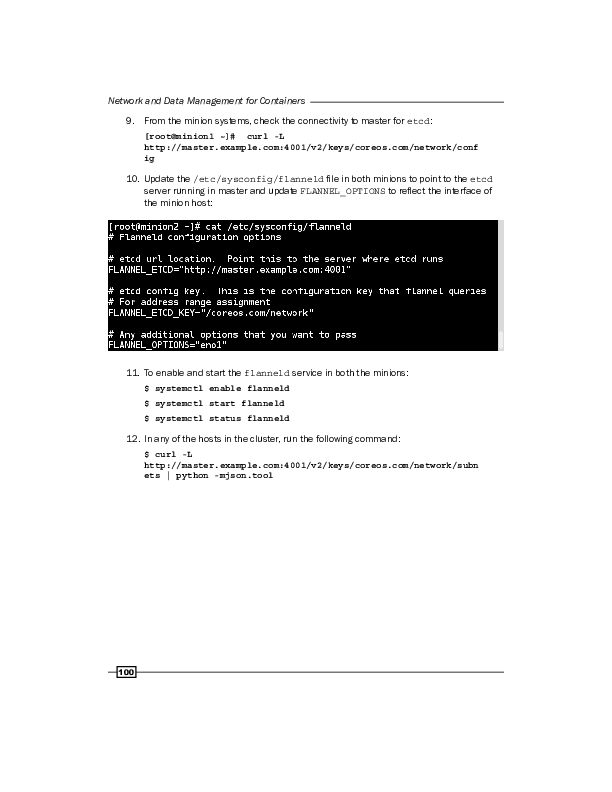 Network and Data Management for Containers
9. From the minion systems, check the connectivity to master for etcd:
[root@minion1 ~]#  curl -L
http://master.example.com:4001/v2/keys/coreos.com/network/conf
ig
10. Update the /etc/sysconfig/flanneld file in both minions to point to the etcd
server running in master and update FLANNEL_OPTIONS to reflect the interface of
the minion host:
[root@minion2 ~]# cat /etc/sysconfig/flanneld
# Flanneld configuration options
# etcd url location.  Point this to the server where etcd runs
FLANNEL_ETCD="http://master.example.com:4001"
# etcd config key.  This is the configuration key that flannel queries
# For address range assignment
FLANNEL_ETCD_KEY="/coreos.com/network"
# Any additional options that you want to pass
FLANNEL_OPTIONS="eno1"
11. To enable and start the flanneld service in both the minions:
$ systemctl enable flanneld
$ systemctl start flanneld
$ systemctl status flanneld
12. In any of the hosts in the cluster, run the following command:
$ curl -L
http://master.example.com:4001/v2/keys/coreos.com/network/subn
ets | python -mjson.tool
100